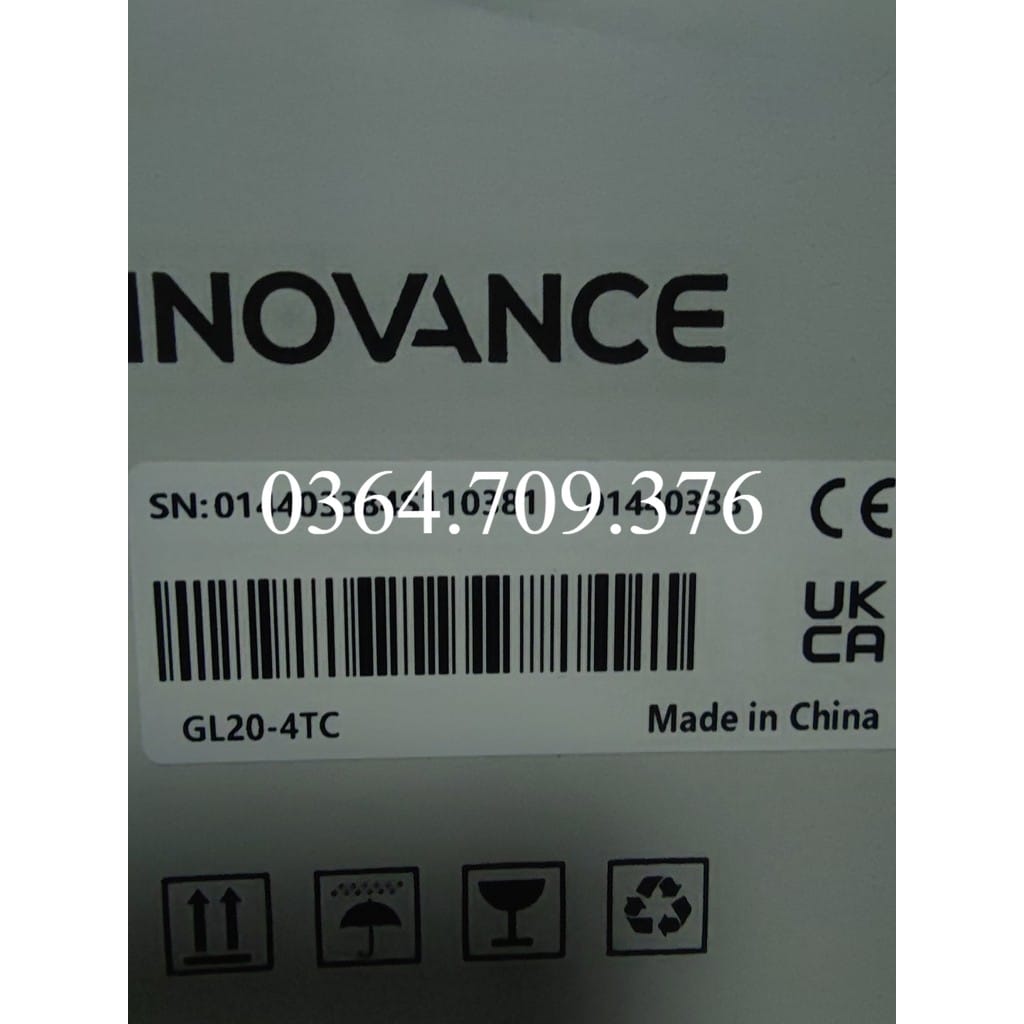 INOVANCE
0364.709.376
SN:
CE
UK
CA
GL20-4TC
Made in China